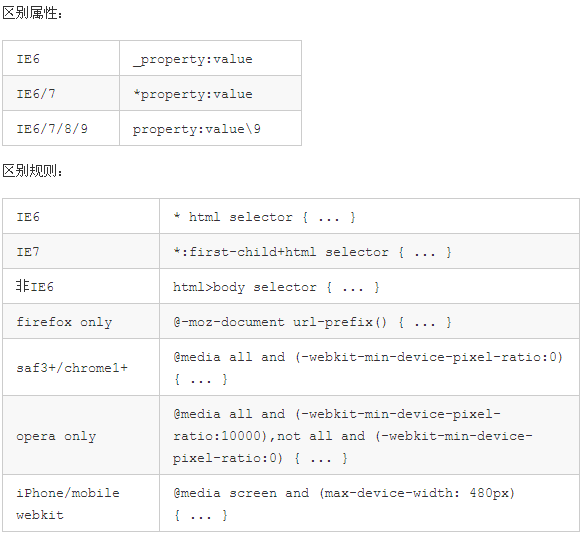 区别属性:
IE6 _property:value
IE6/7 *property:value
IE6/7/8/9 property:value\9
区别规则:
IE6 * html selector { ... }
IE7 *:first-child+html selector { ... }
非IE6 html>body selector { ... }
firefox only @-moz-document url-prefix() { ... }
saf3+/chrome1+ @media all and (-webkit-min-device-pixel-ratio:0)
{ ... }
opera only @media all and (-webkit-min-device-pixel-
ratio:10000),not all and (-webkit-min-device-
pixel-ratio:0) { ... }
iPhone/mobile @media screen and (max-device-width: 480px)
webkit { ... }